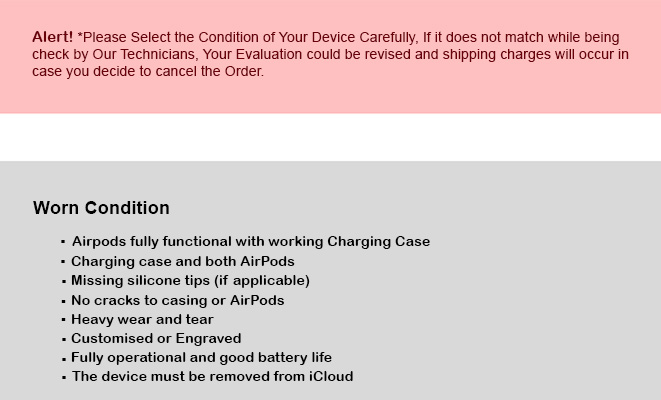 Alert! *Please Select the Condition of Your Device Carefully, If it does not match while being
check by Our Technicians, Your Evaluation could be revised and shipping charges will occur in
case you decide to cancel the Order.
Worn Condition
▪ Airpods fully functional with working Charging Case
▪ Charging case and both AirPods
▪ Missing silicone tips (if applicable)
▪ No cracks to casing or AirPods
▪ Heavy wear and tear
▪ Customised or Engraved
▪ Fully operational and good battery life
▪ The device must be removed from iCloud